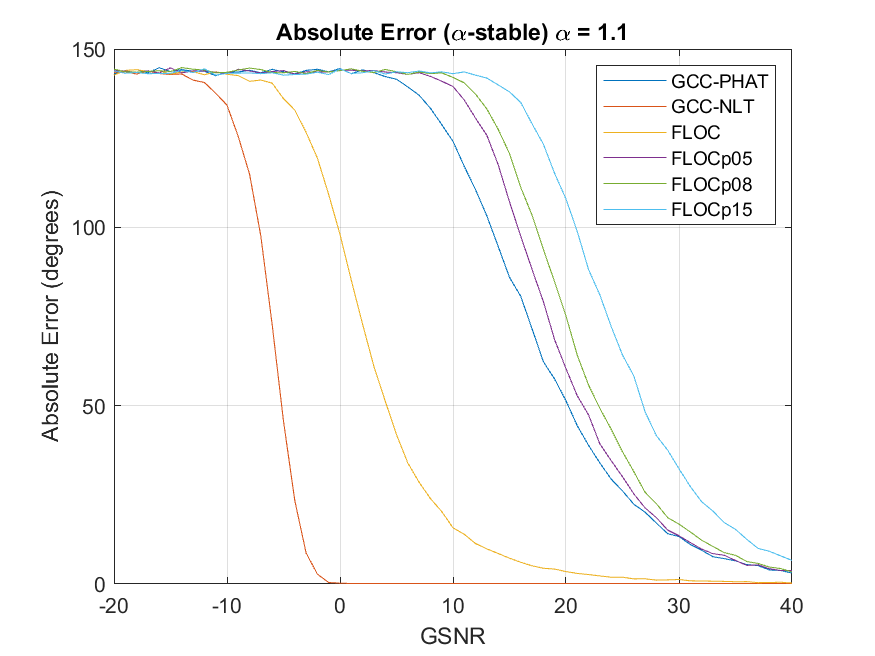 Absolute Error (α-stable) α = 1.1
150
100
50
0
Absolute Error (degrees)
GCC-PHAT
GCC-NLT
FLOC
FLOCp05
FLOCp08
FLOCp15
-20
-10
0
10
20
30
40
GSNR